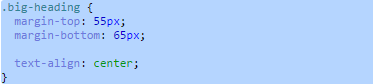 .big-heading {
  margin-top: 55px;
  margin-bottom: 65px;

  text-align: center;
}